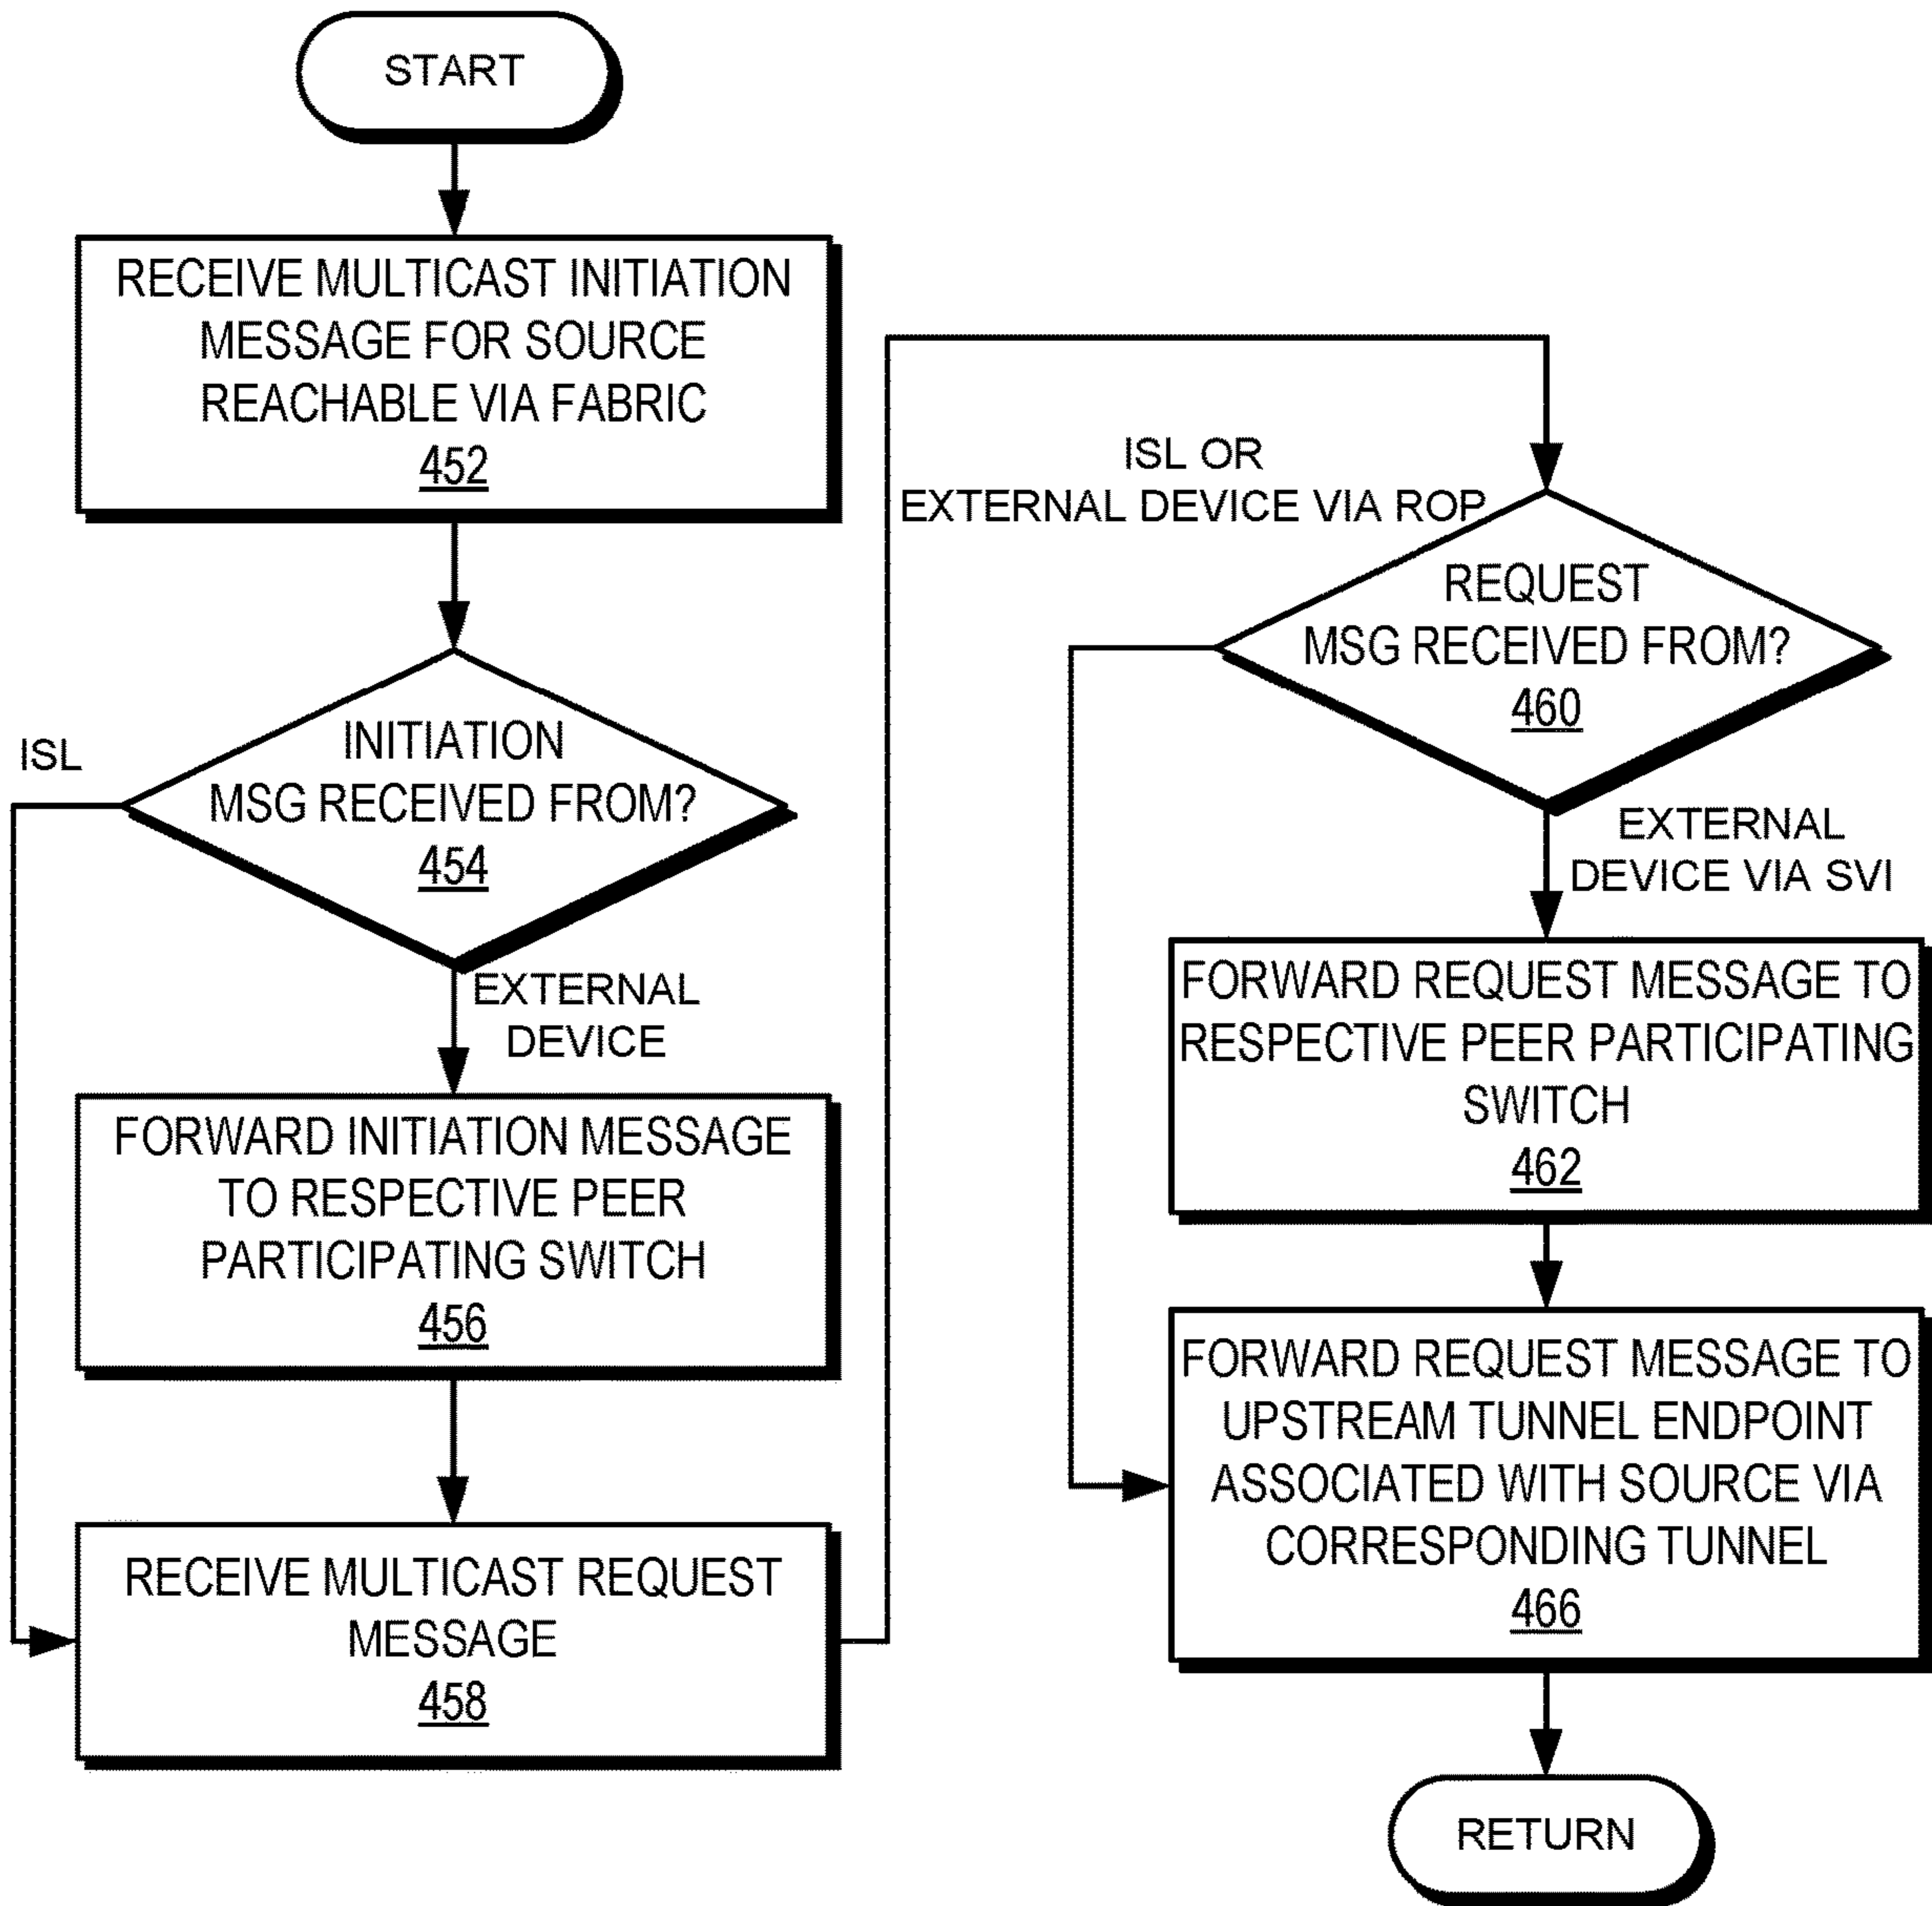 START
RECEIVE MULTICAST INITIATION
MESSAGE FOR SOURCE
REACHABLE VIA FABRIC
452
INITIATION
MSG RECEIVED FROM?
454
ISL
EXTERNAL
DEVICE
FORWARD INITIATION MESSAGE
TO RESPECTIVE PEER
PARTICIPATING SWITCH
456
RECEIVE MULTICAST REQUEST
MESSAGE
458
ISL OR
EXTERNAL DEVICE VIA ROP
REQUEST
MSG RECEIVED FROM?
460
EXTERNAL
DEVICE VIA SVI
FORWARD REQUEST MESSAGE TO
RESPECTIVE PEER PARTICIPATING
SWITCH
462
FORWARD REQUEST MESSAGE TO
UPSTREAM TUNNEL ENDPOINT
ASSOCIATED WITH SOURCE VIA
CORRESPONDING TUNNEL
466
RETURN